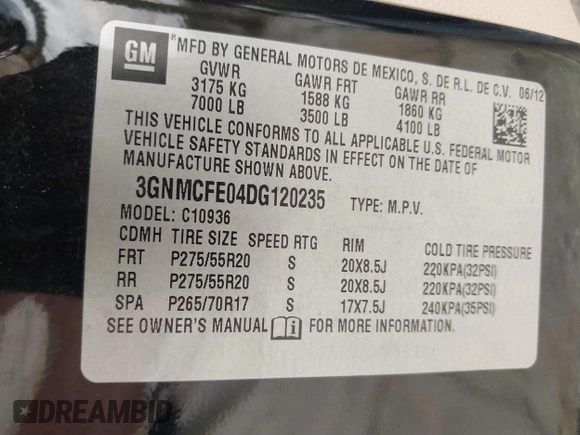 GM
MFD BY GENERAL MOTORS DE MEXICO, S. DE R.L. DE C.V. 06/12
GVWR GAWR FRT GAWR RR
3175 KG 1588 KG 1860 KG
7000 LB 3500 LB 4100 LB
THIS VEHICLE CONFORMS TO ALL APPLICABLE U.S. FEDERAL MOTOR
VEHICLE SAFETY STANDARDS IN EFFECT ON THE DATE OF
MANUFACTURE SHOWN ABOVE.
3GNMCFE04DG120235 TYPE: M.P.V.
MODEL: C10936
CDMH TIRE SIZE SPEED RTG RIM COLD TIRE PRESSURE
FRT P275/55R20 S 20X8.5J 220KPA(32PSI)
RR P275/55R20 S 20X8.5J 220KPA(32PSI)
SPA P265/70R17 S 17X7.5J 240KPA(35PSI)
SEE OWNER'S MANUAL FOR MORE INFORMATION.
DREAMBID